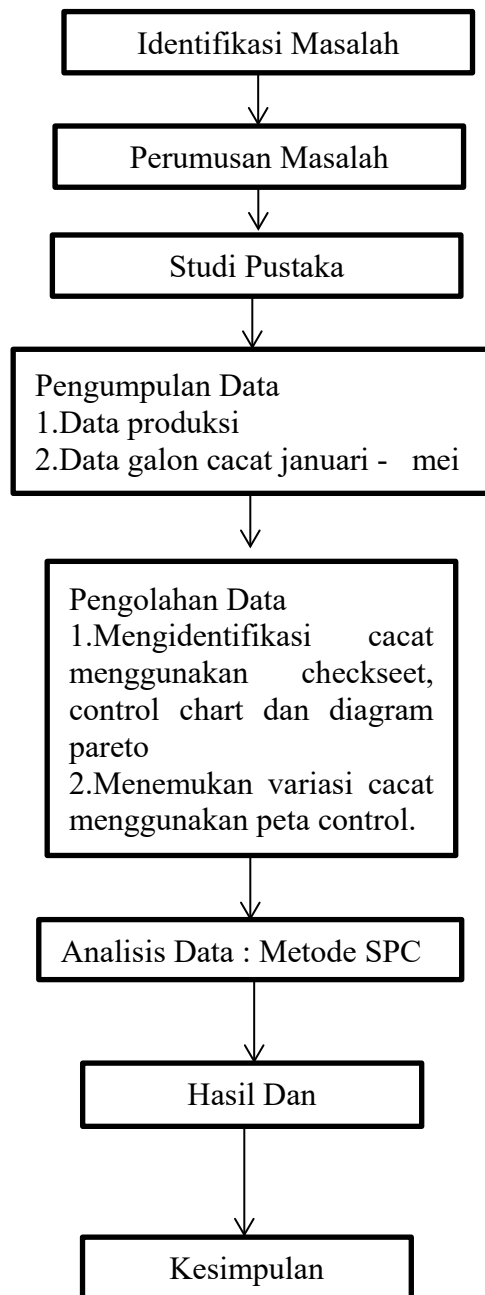 Identifikasi Masalah
Perumusan Masalah
Studi Pustaka
Pengumpulan Data
1.Data produksi
2.Data galon cacat januari - mei
Pengolahan Data
1.Mengidentifikasi cacat
menggunakan checkseet,
control chart dan diagram
pareto
2.Menemukan variasi cacat
menggunakan peta control.
Analisis Data : Metode SPC
Hasil Dan
Kesimpulan